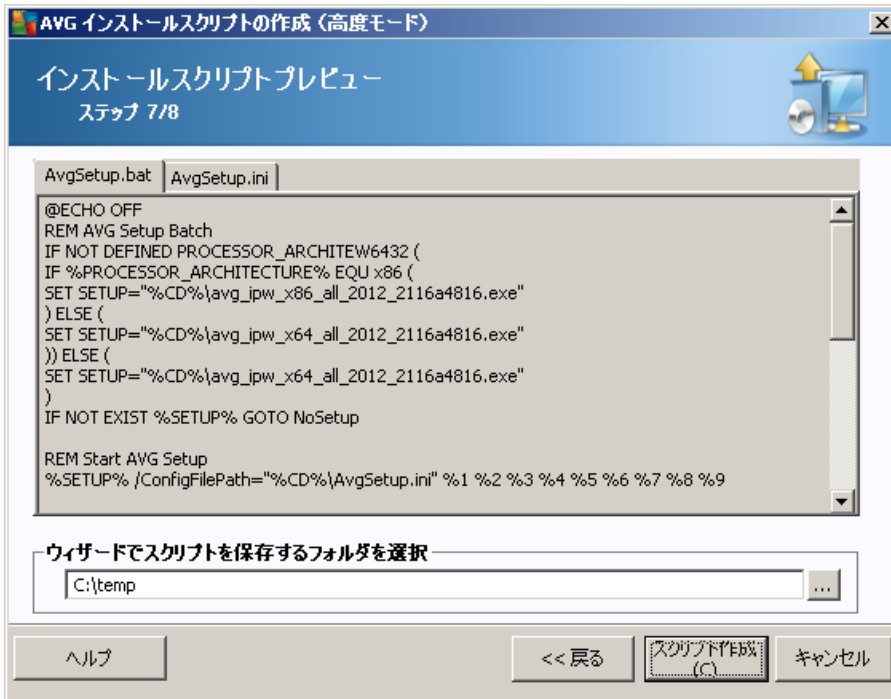 AVG インストールスクリプトの作成（高度モード）
インストールスクリプトプレビュー
ステップ 7/8
AvgSetup.bat
AvgSetup.ini
@ECHO OFF
REM AVG Setup Batch
IF NOT DEFINED PROCESSOR_ARCHITEW6432 (
IF %PROCESSOR_ARCHITECTURE% EQU x86 (
SET SETUP="%CD%\avg_ipw_x86_all_2012_2116a4816.exe"
) ELSE (
SET SETUP="%CD%\avg_ipw_x64_all_2012_2116a4816.exe"
)) ELSE (
SET SETUP="%CD%\avg_ipw_x64_all_2012_2116a4816.exe"
)
IF NOT EXIST %SETUP% GOTO NoSetup
REM Start AVG Setup
%SETUP% /ConfigFilePath="%CD%\AvgSetup.ini" %1 %2 %3 %4 %5 %6 %7 %8 %9
ウィザードでスクリプトを保存するフォルダを選択
C:\temp
...
ヘルプ
<< 戻る
スクリプト作成
(C)
キャンセル